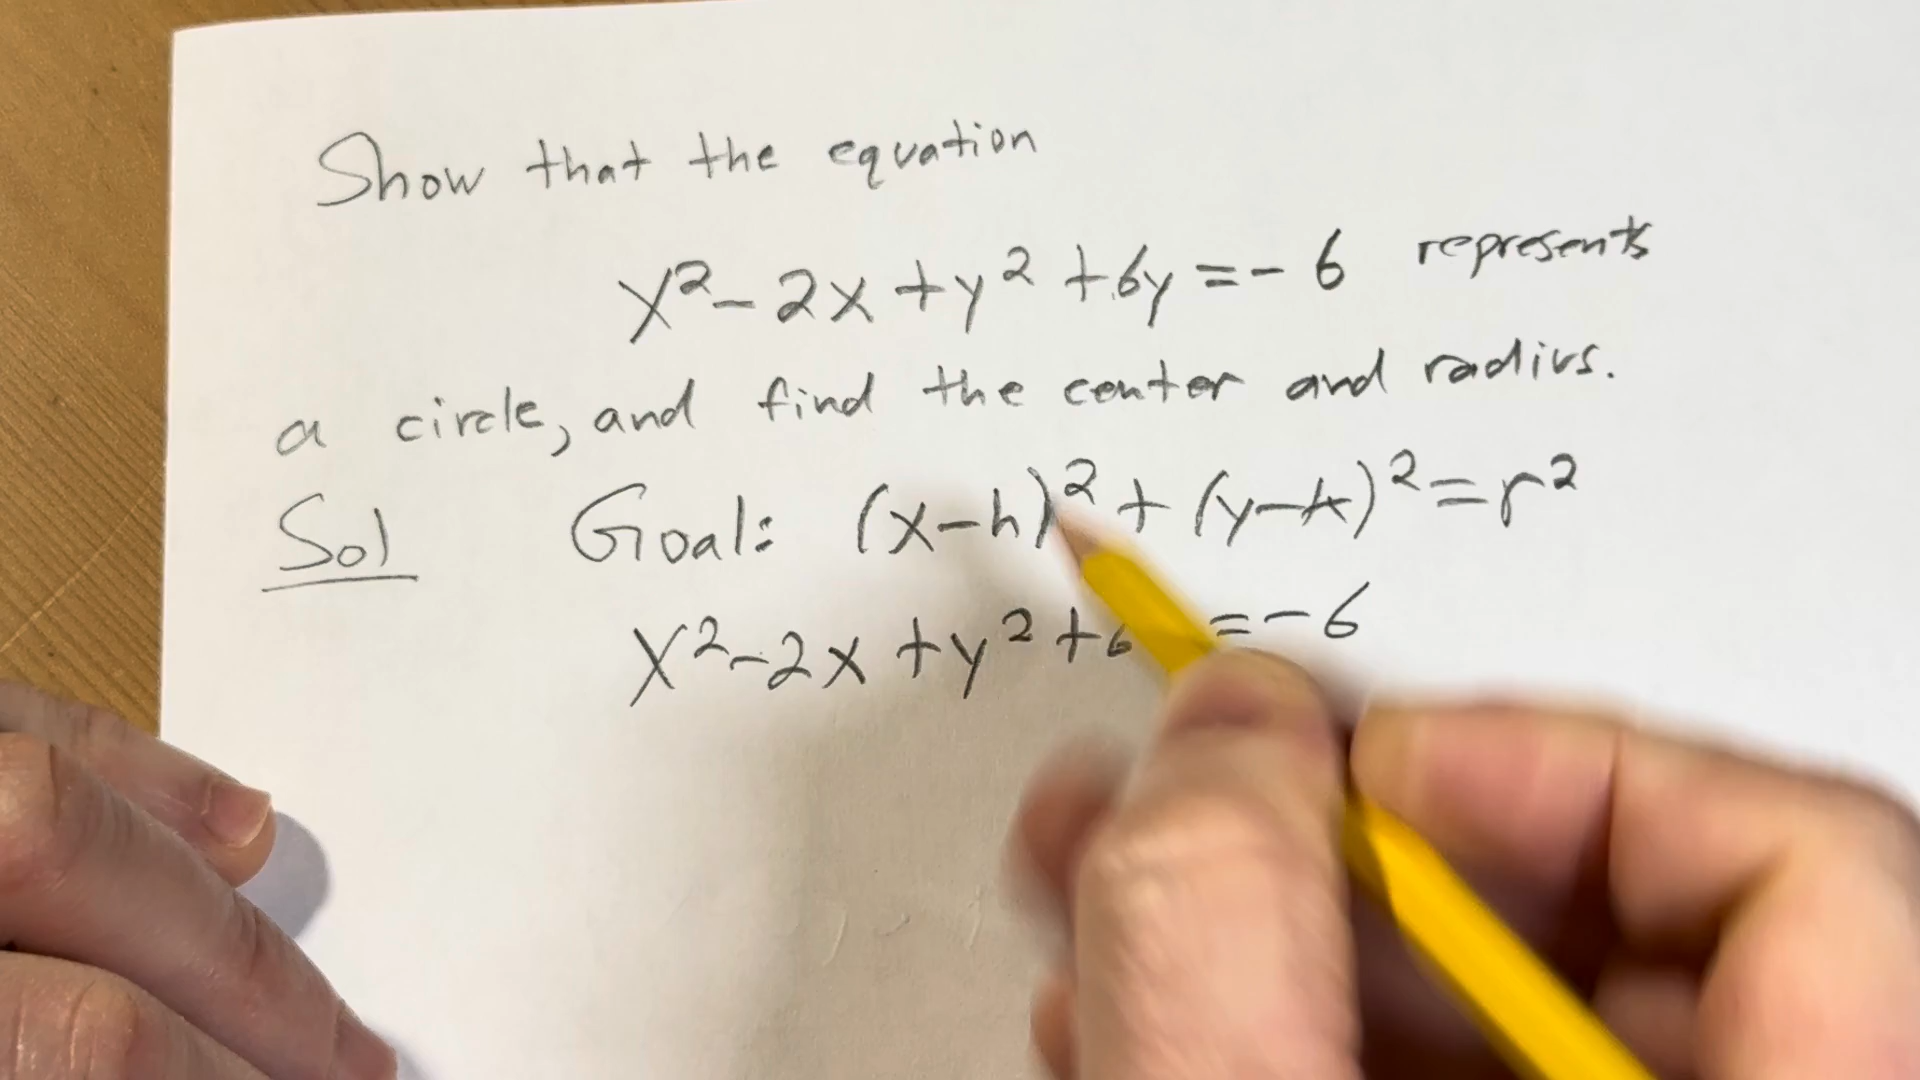 Show that the equation
x² - 2x + y² + 6y = - 6 represents
a circle, and find the center and radius.
Sol Goal: (x-h)² + (y-k)² = r²
x² - 2x + y² + 6 = - 6